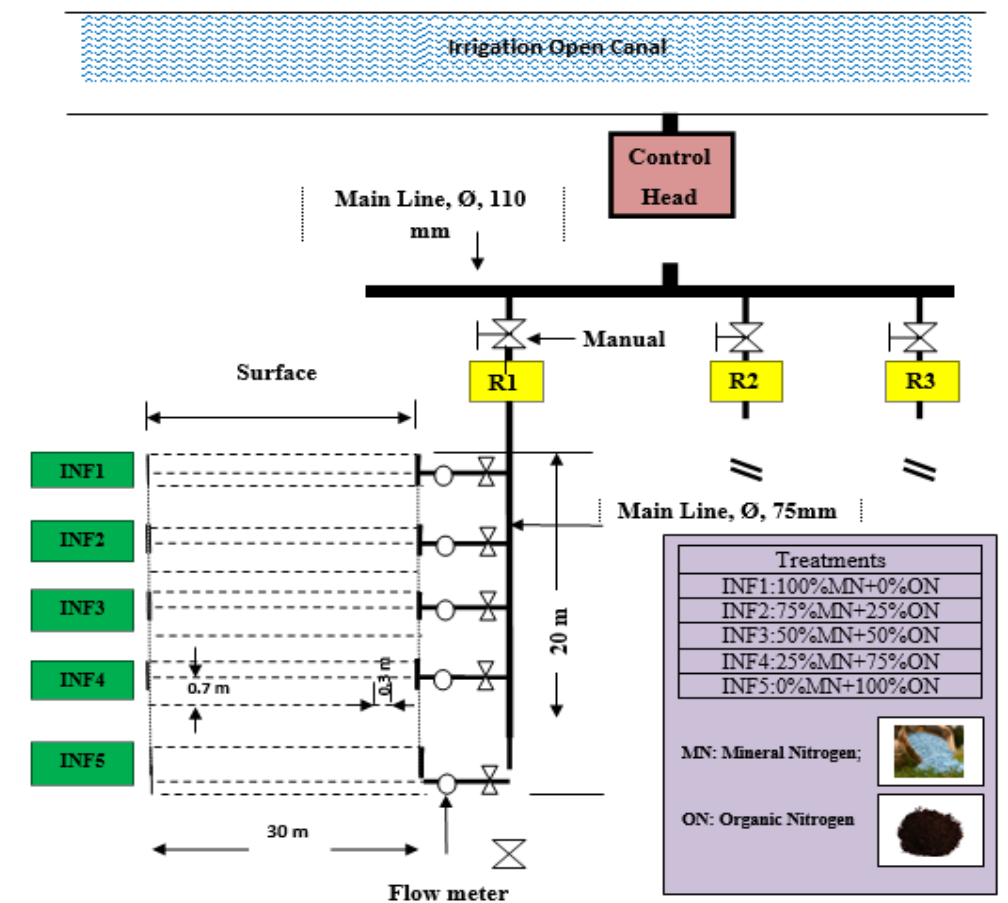 Irrigation Open Canal
Control
Head
Main Line, Ø, 110
mm
Manual
Surface
R1
R2
R3
INF1
INF2
INF3
INF4
INF5
Main Line, Ø, 75mm
20 m
0.7 m
0.3 m
30 m
Flow meter
Treatments
INF1:100%MN+0%ON
INF2:75%MN+25%ON
INF3:50%MN+50%ON
INF4:25%MN+75%ON
INF5:0%MN+100%ON
MN: Mineral Nitrogen;
ON: Organic Nitrogen